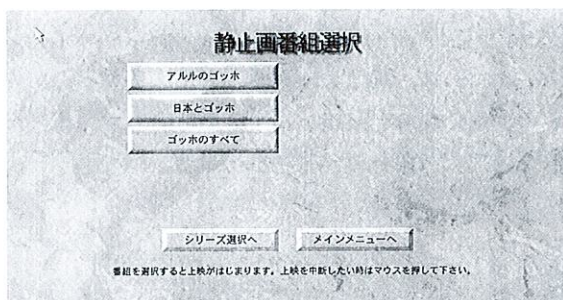 静止画番組選択
アルルのゴッホ
日本とゴッホ
ゴッホのすべて
シリーズ選択へ
メインメニューへ
番組を選択すると上映がはじまります。上映を中断したい時はマウスを押して下さい。